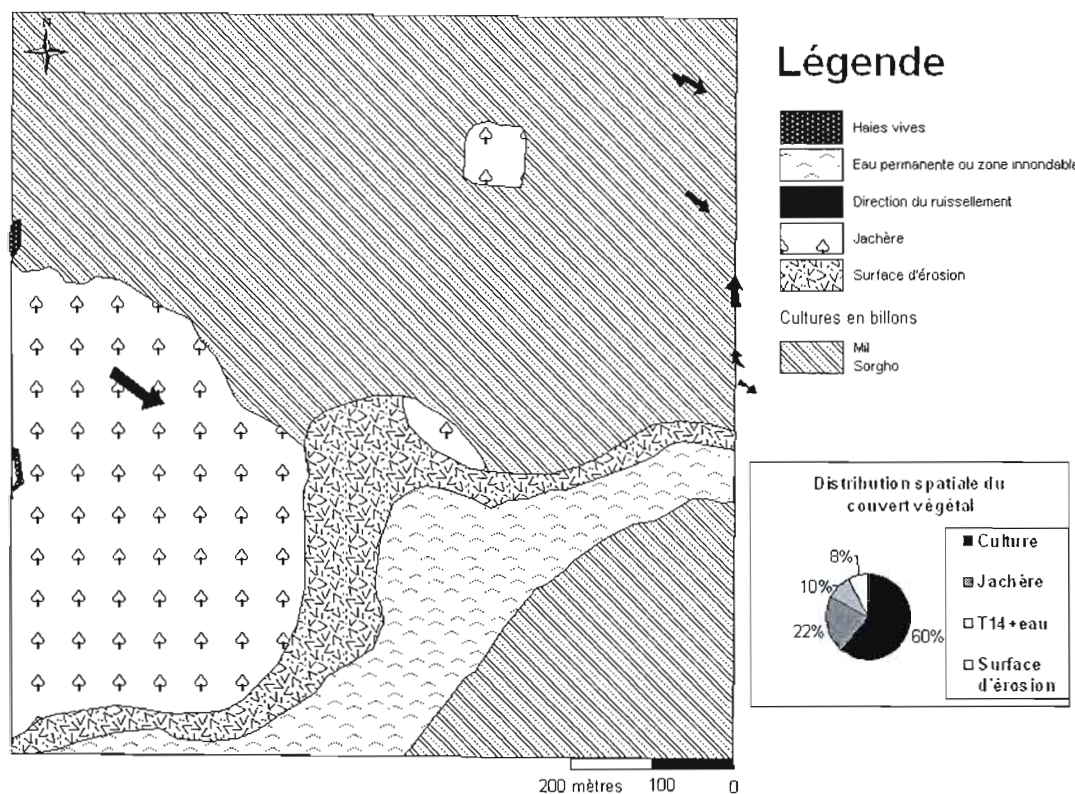 N
Légende
Haies vives
Eau permanente ou zone innondable
Direction du ruissellement
Jachère
Surface d'érosion
Cultures en billons
Mil
Sorgho
Distribution spatiale du
couvert végétal
8%
10%
22%
60%
Culture
Jachère
T14+eau
Surface
d'érosion
200 mètres 100 0